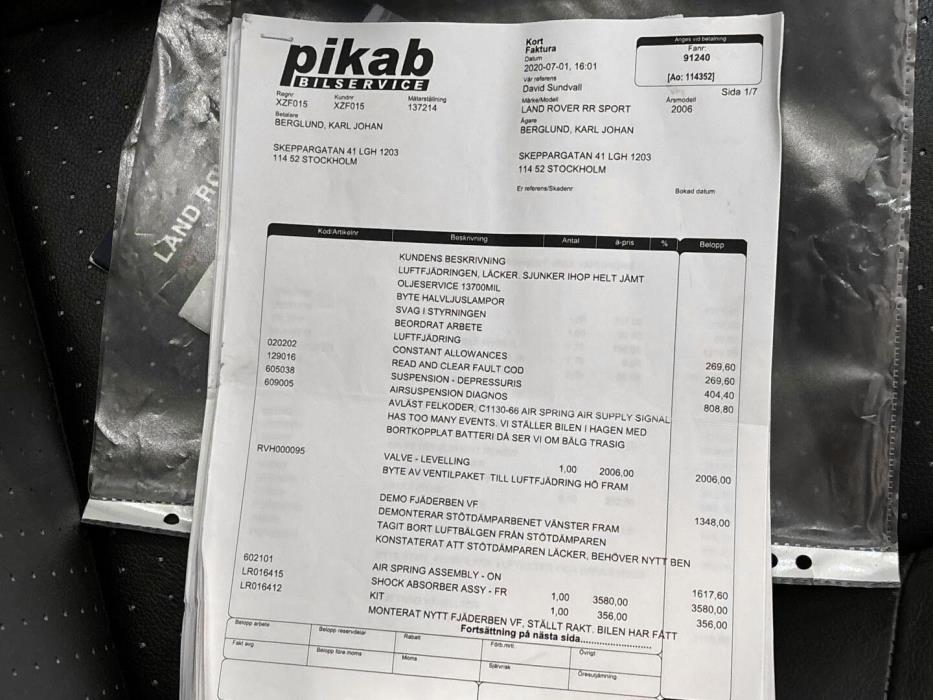 LAND RO
pikab
BILSERVICE
Kort
Faktura
Datum
2020-07-01, 16:01
Vår referens
David Sundvall
Märke/Modell
LAND ROVER RR SPORT
Ägare
BERGLUND, KARL JOHAN
SKEPPARGATAN 41 LGH 1203
114 52 STOCKHOLM
Er referens/Skadenr
Bokad datum
Anges vid betalning
Fanr:
91240
[Ao: 114352]
Sida 1/7
Årsmodell
2006
Regnr
XZF015
Kundnr
XZF015
Mätarställning
137214
Betalare
BERGLUND, KARL JOHAN
SKEPPARGATAN 41 LGH 1203
114 52 STOCKHOLM
Kod/Artikelnr Beskrivning Antal a-pris % Belopp
KUNDENS BESKRIVNING
LUFTFJÄDRINGEN, LÄCKER. SJUNKER IHOP HELT JÄMT
OLJESERVICE 13700MIL
BYTE HALVLJUSLAMPOR
SVAG I STYRNINGEN
BEORDRAT ARBETE
LUFTFJÄDRING
020202 CONSTANT ALLOWANCES 269,60
129016 READ AND CLEAR FAULT COD 269,60
605038 SUSPENSION - DEPRESSURIS 404,40
609005 AIRSUSPENSION DIAGNOS 808,80
AVLÄST FELKODER, C1130-66 AIR SPRING AIR SUPPLY SIGNAL
HAS TOO MANY EVENTS. VI STÄLLER BILEN I HAGEN MED
BORTKOPPLAT BATTERI DÅ SER VI OM BÄLG TRASIG
RVH000095 VALVE - LEVELLING 1,00 2006,00 2006,00
BYTE AV VENTILPAKET TILL LUFTFJÄDRING HÖ FRAM
DEMO FJÄDERBEN VF 1348,00
DEMONTERAR STÖTDÄMPARBENET VÄNSTER FRAM
TAGIT BORT LUFTBÄLGEN FRÅN STÖTDÄMPAREN
KONSTATERAT ATT STÖTDÄMPAREN LÄCKER, BEHÖVER NYTT BEN
602101 AIR SPRING ASSEMBLY - ON 1617,60
LR016415 SHOCK ABSORBER ASSY - FR 1,00 3580,00 3580,00
LR016412 KIT 1,00 356,00 356,00
MONTERAT NYTT FJÄDERBEN VF, STÄLLT RAKT. BILEN HAR FÅTT
Fortsättning på nästa sida
Belopp arbete Belopp reservdelar Rabatt Förb.mtrl. Övrigt
Fakt avg Belopp före moms Moms Självrisk Öresutjämning